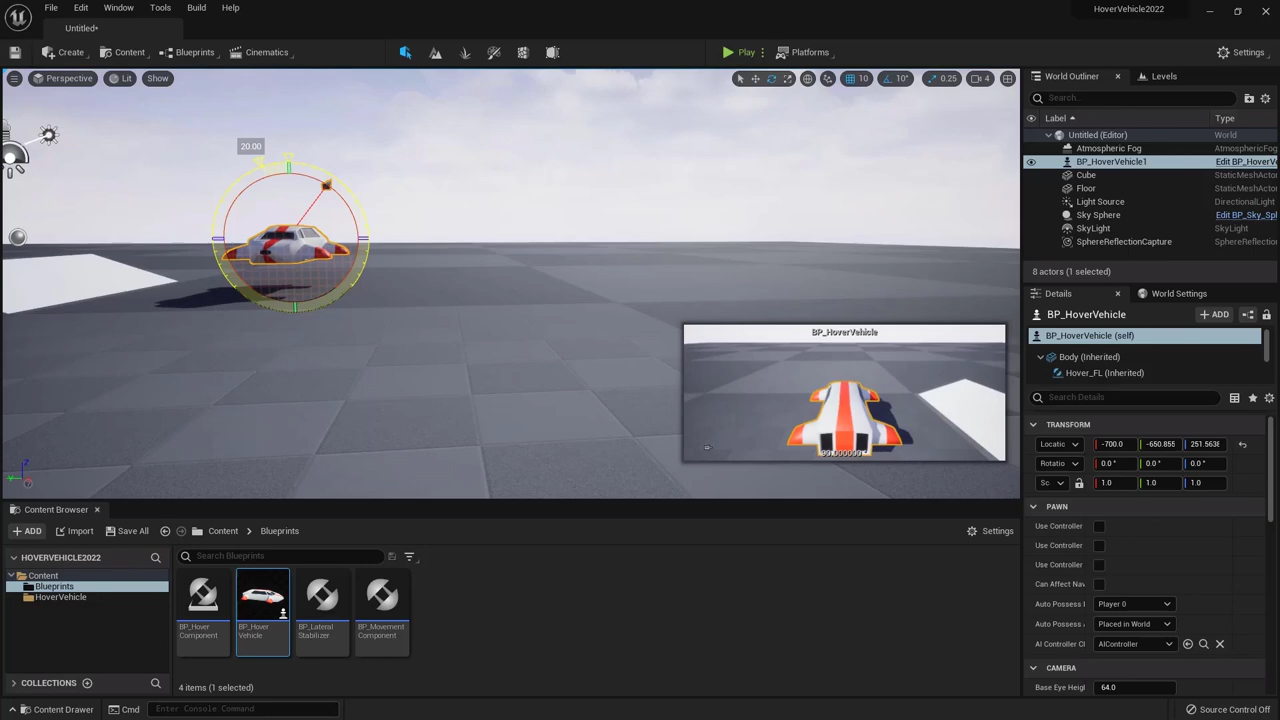 File Edit Window Tools Build Help
HoverVehicle2022
Untitled*
Create Content Blueprints Cinematics Play Platforms Settings
Perspective Lit Show 10 10° 0.25 4
20.00
BP_HoverVehicle
World Outliner Levels
Search...
Label Type
Untitled (Editor) World
Atmospheric Fog AtmosphericFog
BP_HoverVehicle1 Edit BP_HoverV
Cube StaticMeshActor
Floor StaticMeshActor
Light Source DirectionalLight
Sky Sphere Edit BP_Sky_Spl
SkyLight SkyLight
SphereReflectionCapture SphereReflection
8 actors (1 selected)
Details World Settings
BP_HoverVehicle ADD
BP_HoverVehicle (self)
Body (Inherited)
Hover_FL (Inherited)
Search Details
TRANSFORM
Locatic -700.0 -650.855 251.563
Rotatio 0.0 ° 0.0 ° 0.0 °
Sc 1.0 1.0 1.0
PAWN
Use Controller
Use Controller
Use Controller
Can Affect Nav
Auto Possess Player 0
Auto Possess Placed in World
AI Controller Cl AIController
CAMERA
Base Eye Heigl 64.0
Content Browser
ADD Import Save All Content Blueprints Settings
HOVERVEHICLE2022
Content
Blueprints
HoverVehicle
COLLECTIONS
Search Blueprints
BP_Hover Component
BP_Hover Vehicle
BP_Lateral Stabilizer
BP_Movement Component
4 items (1 selected)
Content Drawer Cmd Enter Console Command Source Control Off